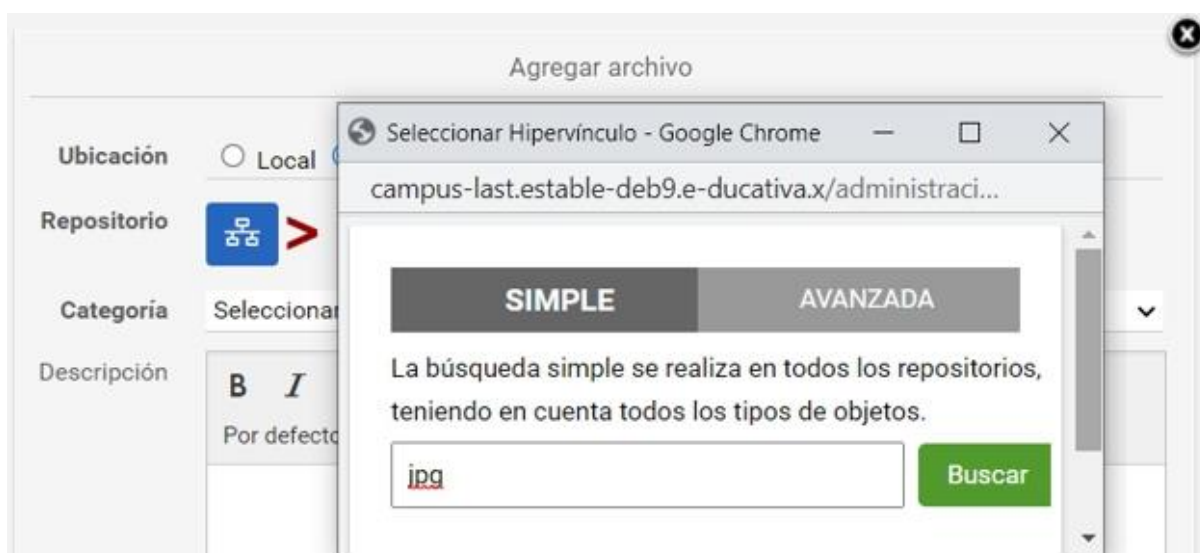 Agregar archivo
Seleccionar Hipervínculo - Google Chrome
campus-last.estable-deb9.e-ducativa.x/administraci...
Ubicación
Local
Repositorio
>
Categoría
Seleccionar
Descripción
B I
Por defecto
SIMPLE AVANZADA
La búsqueda simple se realiza en todos los repositorios,
teniendo en cuenta todos los tipos de objetos.
jpg
Buscar